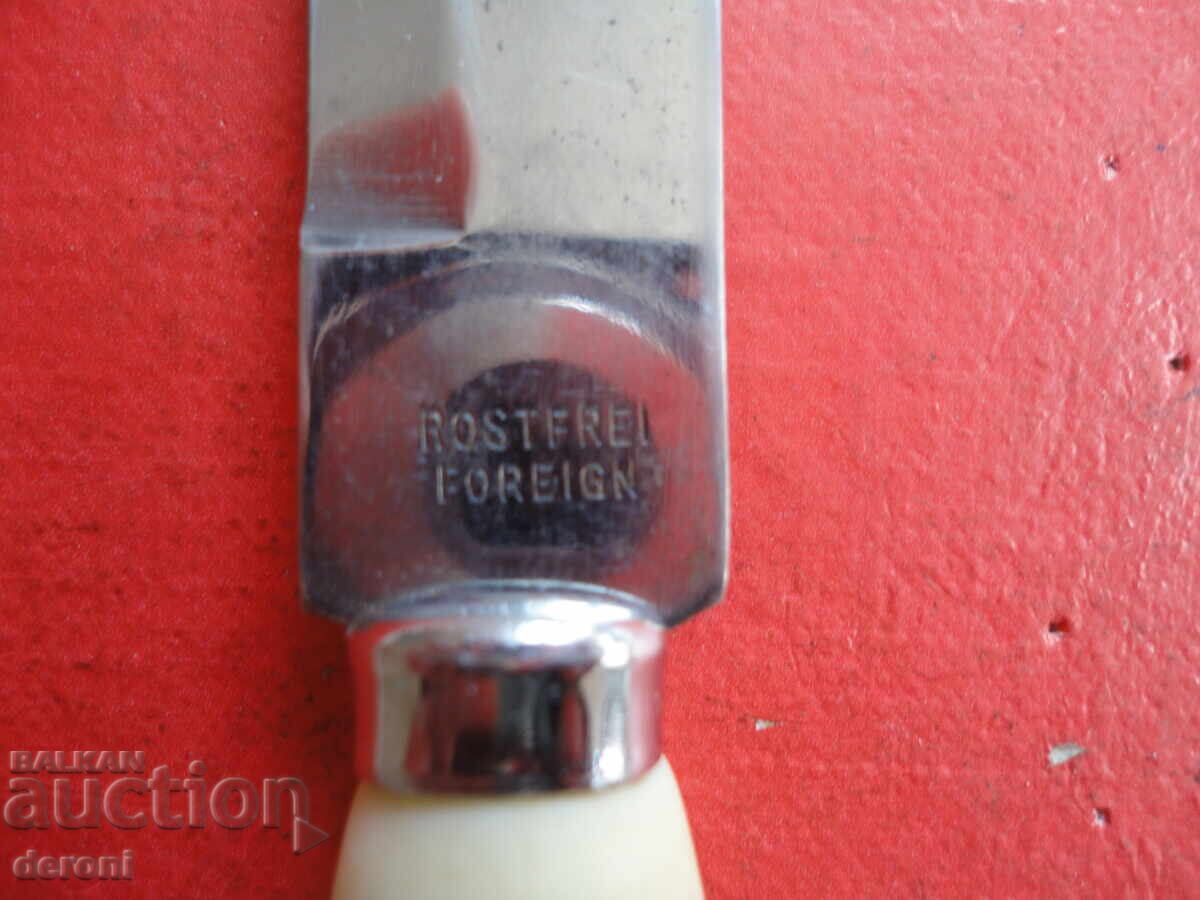 ROSTFREI
FOREIGN
BALKAN
auction
deroni